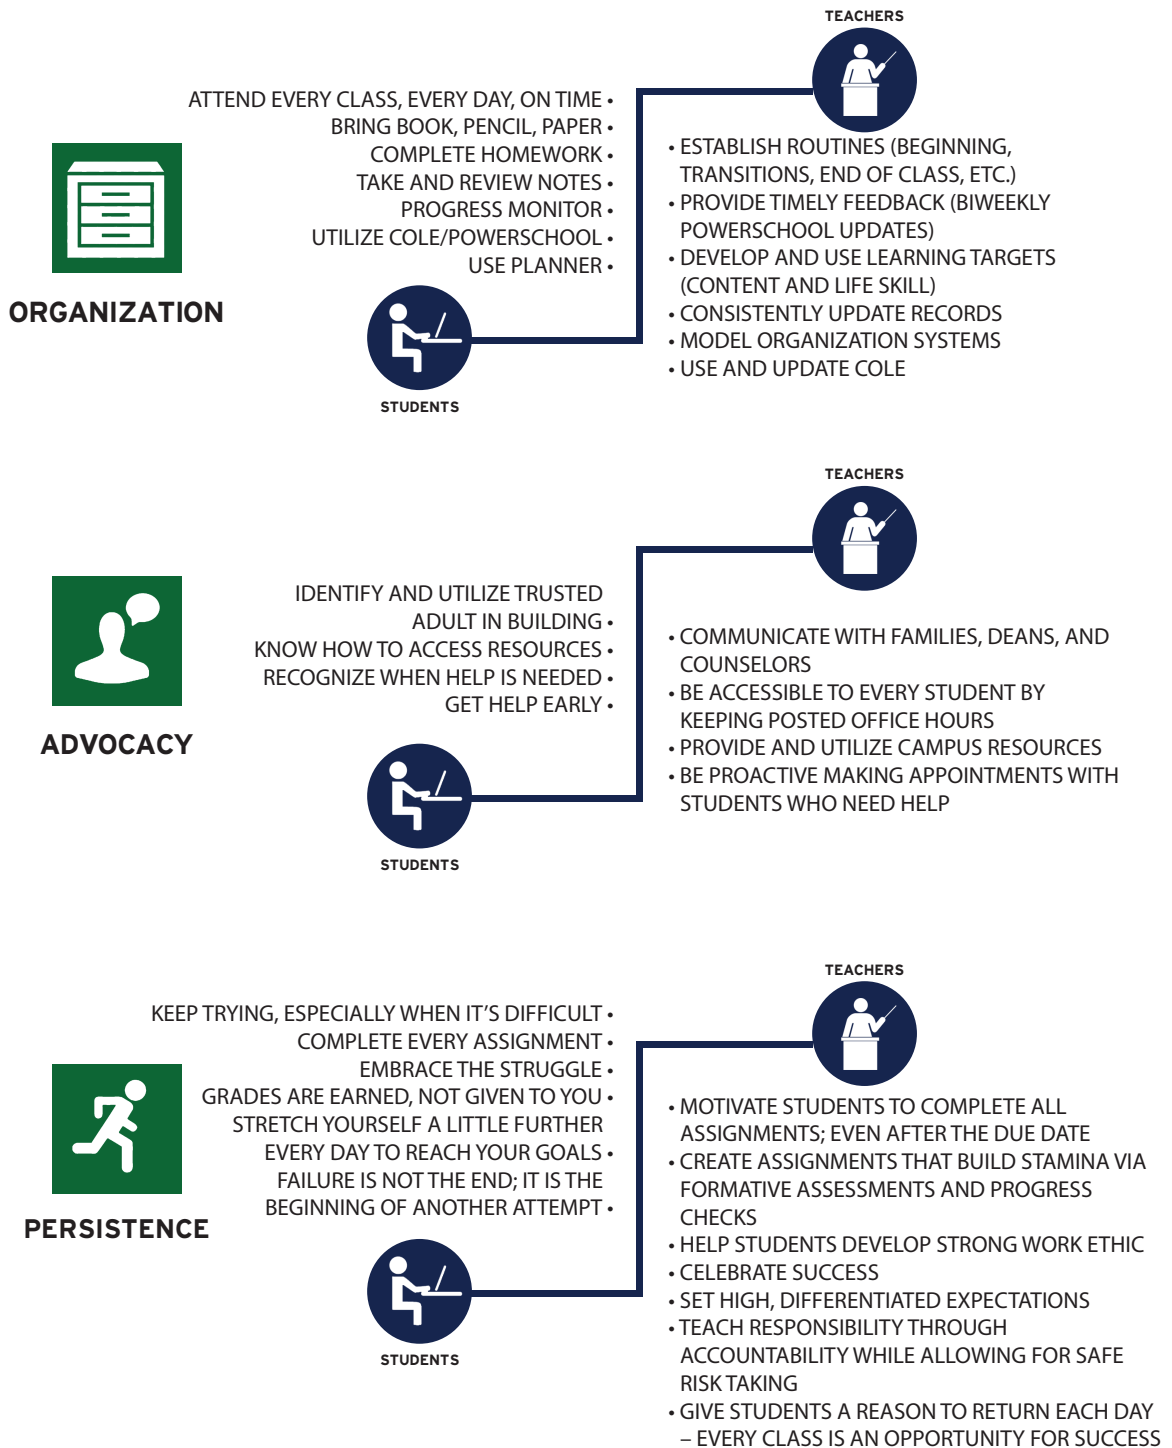 TEACHERS
ATTEND EVERY CLASS, EVERY DAY, ON TIME •
BRING BOOK, PENCIL, PAPER •
COMPLETE HOMEWORK •
TAKE AND REVIEW NOTES •
PROGRESS MONITOR •
UTILIZE COLE/POWERSCHOOL •
USE PLANNER •
ORGANIZATION
STUDENTS
• ESTABLISH ROUTINES (BEGINNING,
TRANSITIONS, END OF CLASS, ETC.)
• PROVIDE TIMELY FEEDBACK (BIWEEKLY
POWERSCHOOL UPDATES)
• DEVELOP AND USE LEARNING TARGETS
(CONTENT AND LIFE SKILL)
• CONSISTENTLY UPDATE RECORDS
• MODEL ORGANIZATION SYSTEMS
• USE AND UPDATE COLE
TEACHERS
IDENTIFY AND UTILIZE TRUSTED
ADULT IN BUILDING •
KNOW HOW TO ACCESS RESOURCES •
RECOGNIZE WHEN HELP IS NEEDED •
GET HELP EARLY •
ADVOCACY
STUDENTS
• COMMUNICATE WITH FAMILIES, DEANS, AND
COUNSELORS
• BE ACCESSIBLE TO EVERY STUDENT BY
KEEPING POSTED OFFICE HOURS
• PROVIDE AND UTILIZE CAMPUS RESOURCES
• BE PROACTIVE MAKING APPOINTMENTS WITH
STUDENTS WHO NEED HELP
TEACHERS
KEEP TRYING, ESPECIALLY WHEN IT'S DIFFICULT •
COMPLETE EVERY ASSIGNMENT •
EMBRACE THE STRUGGLE •
GRADES ARE EARNED, NOT GIVEN TO YOU •
STRETCH YOURSELF A LITTLE FURTHER
EVERY DAY TO REACH YOUR GOALS •
FAILURE IS NOT THE END; IT IS THE
BEGINNING OF ANOTHER ATTEMPT •
PERSISTENCE
STUDENTS
• MOTIVATE STUDENTS TO COMPLETE ALL
ASSIGNMENTS; EVEN AFTER THE DUE DATE
• CREATE ASSIGNMENTS THAT BUILD STAMINA VIA
FORMATIVE ASSESSMENTS AND PROGRESS
CHECKS
• HELP STUDENTS DEVELOP STRONG WORK ETHIC
• CELEBRATE SUCCESS
• SET HIGH, DIFFERENTIATED EXPECTATIONS
• TEACH RESPONSIBILITY THROUGH
ACCOUNTABILITY WHILE ALLOWING FOR SAFE
RISK TAKING
• GIVE STUDENTS A REASON TO RETURN EACH DAY
– EVERY CLASS IS AN OPPORTUNITY FOR SUCCESS